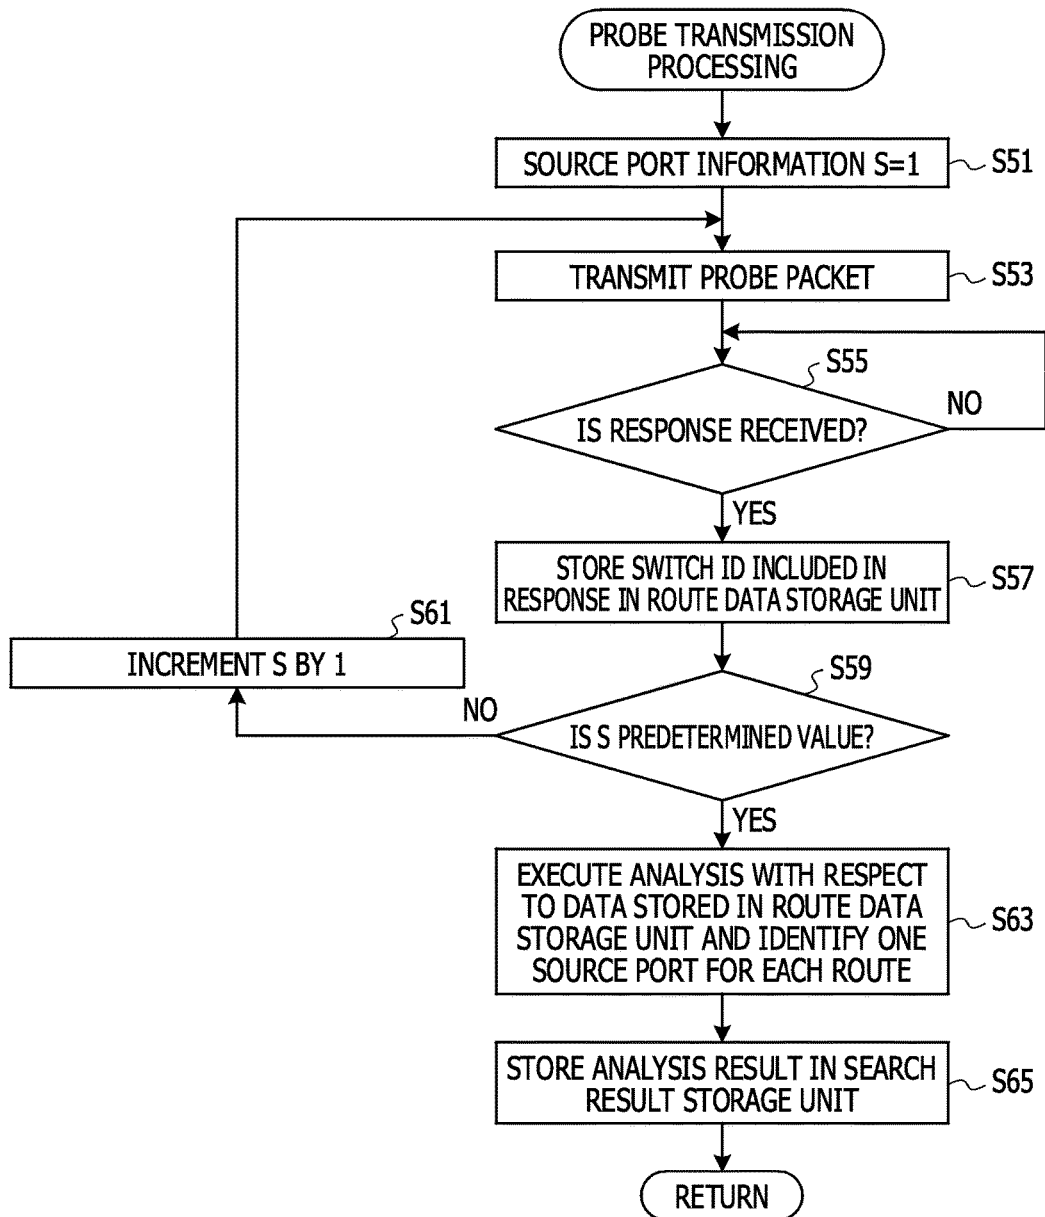 PROBE TRANSMISSION
PROCESSING
SOURCE PORT INFORMATION S=1
S51
TRANSMIT PROBE PACKET
S53
S55
IS RESPONSE RECEIVED?
NO
YES
STORE SWITCH ID INCLUDED IN
RESPONSE IN ROUTE DATA STORAGE UNIT
S57
S61
INCREMENT S BY 1
S59
NO
IS S PREDETERMINED VALUE?
YES
EXECUTE ANALYSIS WITH RESPECT
TO DATA STORED IN ROUTE DATA
STORAGE UNIT AND IDENTIFY ONE
SOURCE PORT FOR EACH ROUTE
S63
STORE ANALYSIS RESULT IN SEARCH
RESULT STORAGE UNIT
S65
RETURN